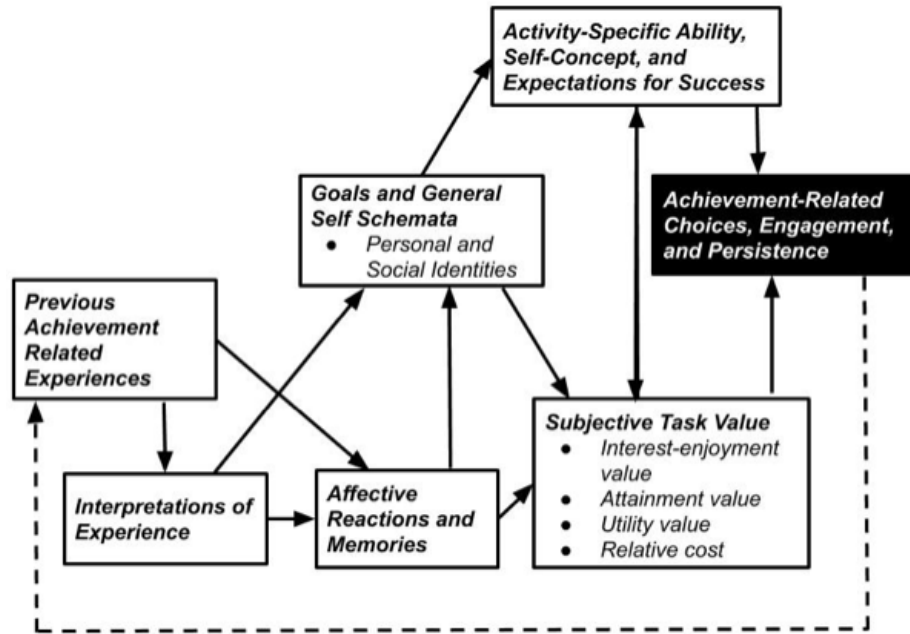 Activity-Specific Ability,
Self-Concept, and
Expectations for Success
Goals and General
Self Schemata
● Personal and
Social Identities
Achievement-Related
Choices, Engagement,
and Persistence
Previous
Achievement
Related
Experiences
Interpretations of
Experience
Affective
Reactions and
Memories
Subjective Task Value
● Interest-enjoyment
value
● Attainment value
● Utility value
● Relative cost